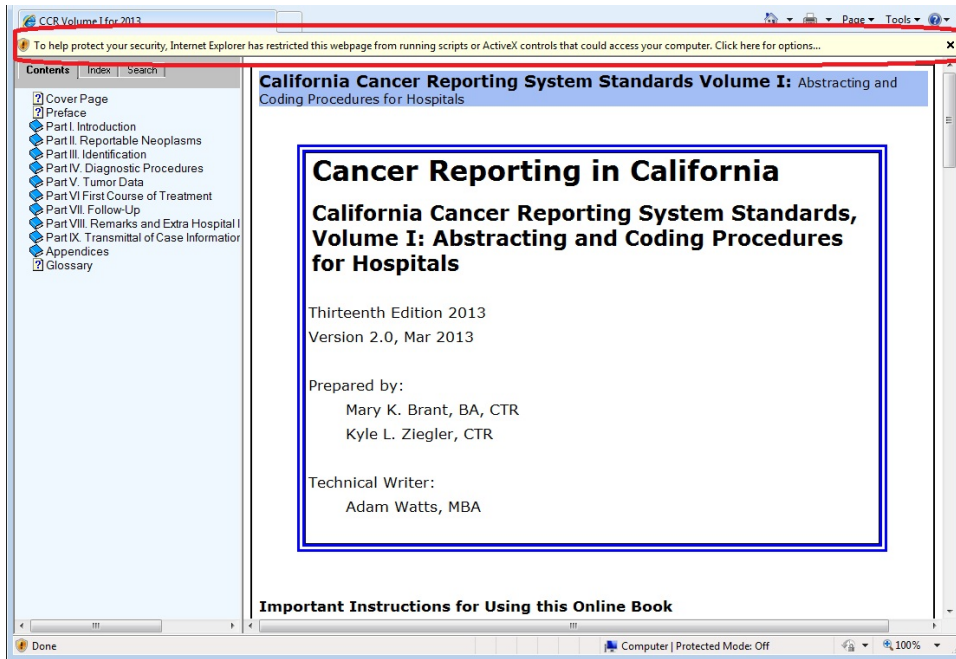 CCR Volume I for 2013
Page
Tools
To help protect your security, Internet Explorer has restricted this webpage from running scripts or ActiveX controls that could access your computer. Click here for options...
Contents Index Search
Cover Page
Preface
Part I. Introduction
Part II. Reportable Neoplasms
Part III. Identification
Part IV. Diagnostic Procedures
Part V. Tumor Data
Part VI First Course of Treatment
Part VII. Follow-Up
Part VIII. Remarks and Extra Hospital I
Part IX. Transmittal of Case Information
Appendices
Glossary
California Cancer Reporting System Standards Volume I: Abstracting and
Coding Procedures for Hospitals
Cancer Reporting in California
California Cancer Reporting System Standards,
Volume I: Abstracting and Coding Procedures
for Hospitals
Thirteenth Edition 2013
Version 2.0, Mar 2013
Prepared by:
Mary K. Brant, BA, CTR
Kyle L. Ziegler, CTR
Technical Writer:
Adam Watts, MBA
Important Instructions for Using this Online Book
Done
Computer | Protected Mode: Off
100%